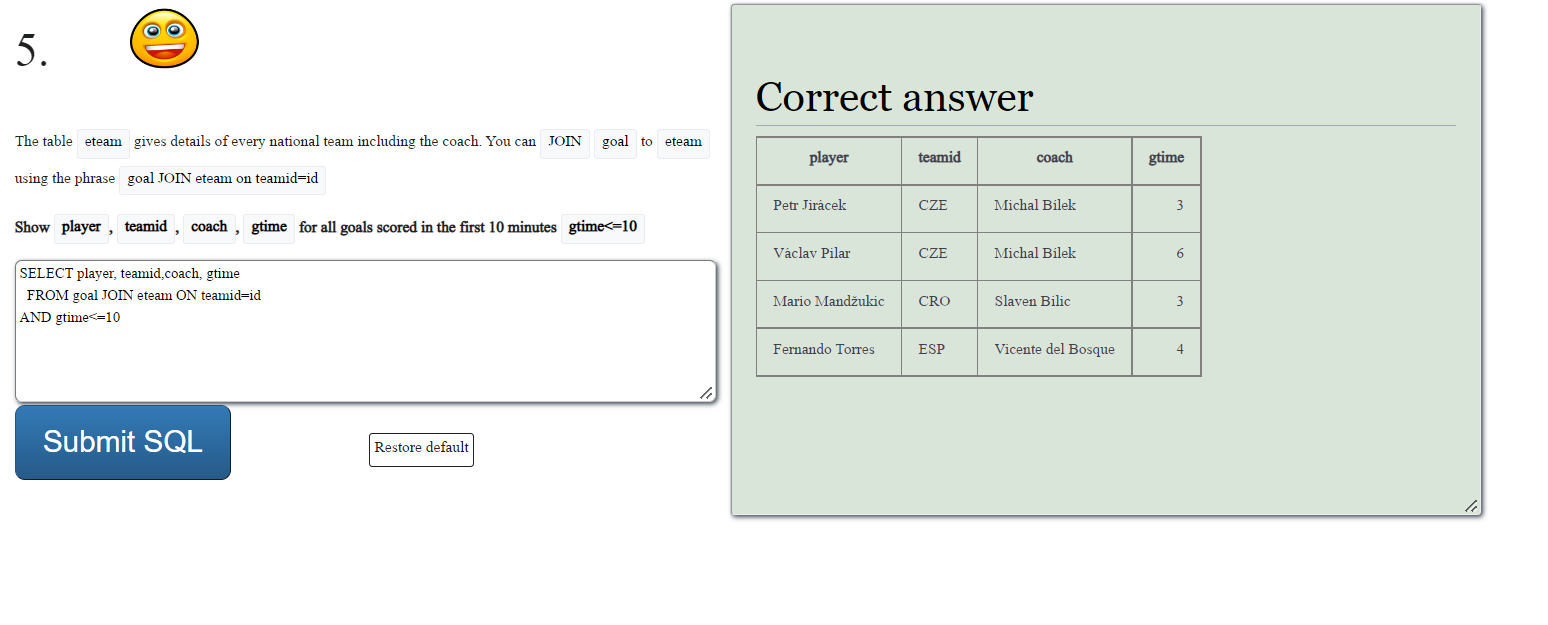 5.
The table eteam gives details of every national team including the coach. You can JOIN goal to eteam
using the phrase goal JOIN eteam on teamid=id
Show player , teamid , coach , gtime for all goals scored in the first 10 minutes gtime<=10
SELECT player, teamid,coach, gtime
FROM goal JOIN eteam ON teamid=id
AND gtime<=10
Submit SQL
Restore default
Correct answer
player teamid coach gtime
Petr Jirácek CZE Michal Bílek 3
Václav Pilar CZE Michal Bílek 6
Mario Mandžukic CRO Slaven Bilic 3
Fernando Torres ESP Vicente del Bosque 4